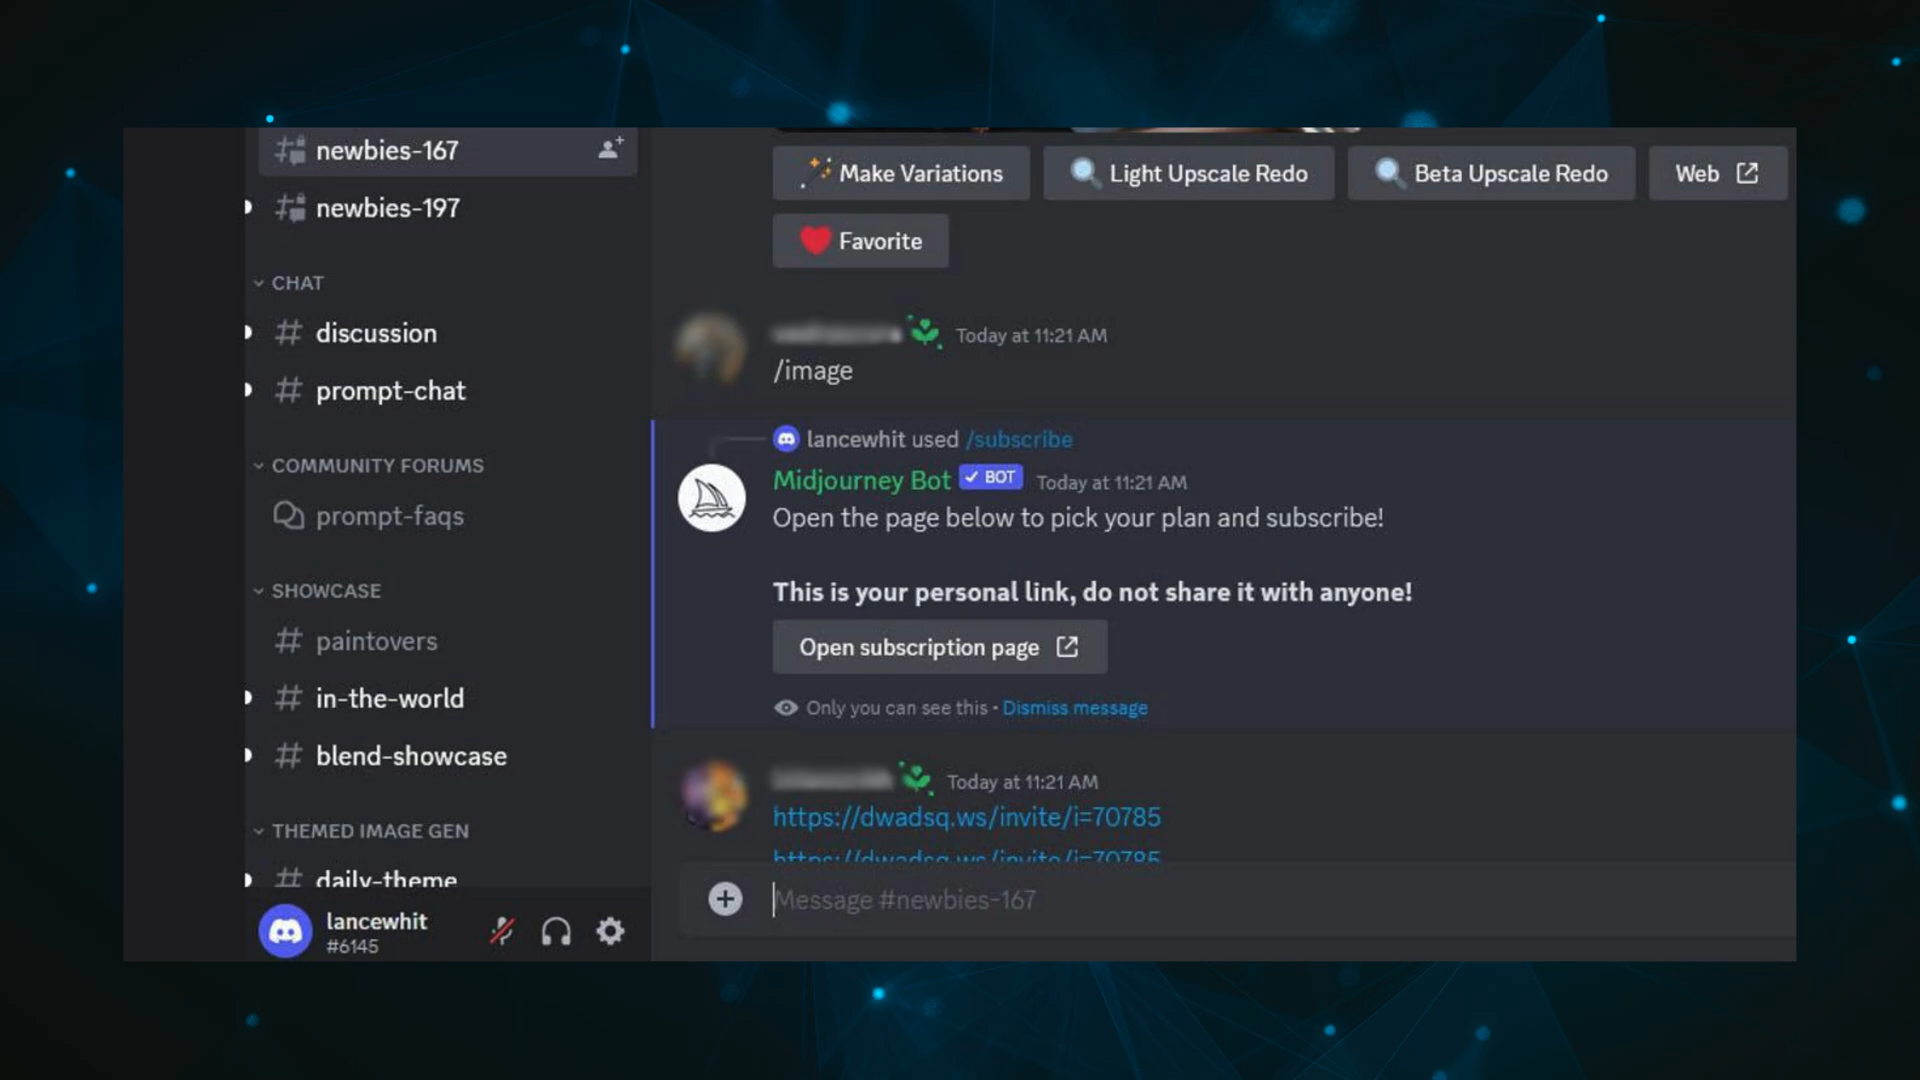 newbies-167
newbies-197
CHAT
discussion
prompt-chat
COMMUNITY FORUMS
prompt-faqs
SHOWCASE
paintovers
in-the-world
blend-showcase
THEMED IMAGE GEN
daily-theme
lancewhit
#6145
Make Variations
Light Upscale Redo
Beta Upscale Redo
Web
Favorite
Today at 11:21 AM
/image
lancewhit used /subscribe
Midjourney Bot ✓ BOT Today at 11:21 AM
Open the page below to pick your plan and subscribe!
This is your personal link, do not share it with anyone!
Open subscription page
Only you can see this • Dismiss message
Today at 11:21 AM
https://dwadsq.ws/invite/i=70785
https://dwadsq.ws/invite/i=70785
Message #newbies-167